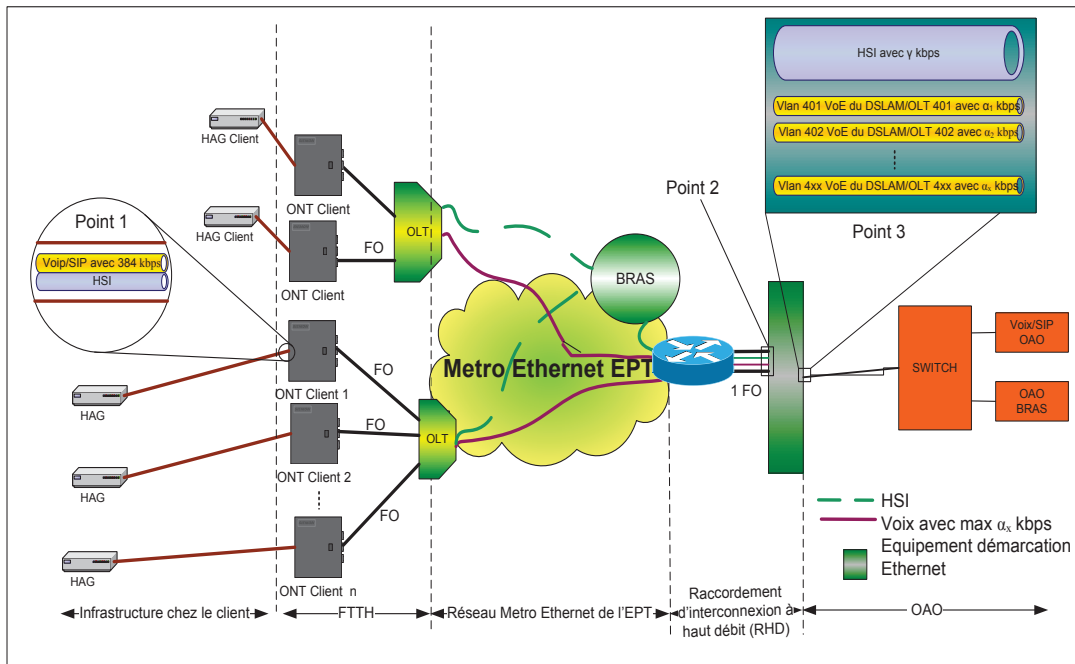 HSI avec γ kbps
Vlan 401 VoE du DSLAM/OLT 401 avec α1 kbps
Vlan 402 VoE du DSLAM/OLT 402 avec α2 kbps
Vlan 4xx VoE du DSLAM/OLT 4xx avec αx kbps
HAG Client
ONT Client
HAG Client
ONT Client
FO
OLT
Point 1
Voip/SIP avec 384 kbps
HSI
Point 2
Point 3
BRAS
Metro Ethernet EPT
1 FO
SWITCH
Voix/SIP
OAO
OAO
BRAS
HAG
ONT Client 1
FO
HAG
ONT Client 2
FO
OLT
HAG
ONT Client n
FO
HSI
Voix avec max αx kbps
Equipement démarcation
Ethernet
Infrastructure chez le client
FTTH
Réseau Metro Ethernet de l'EPT
Raccordement
d'interconnexion à
haut débit (RHD)
OAO